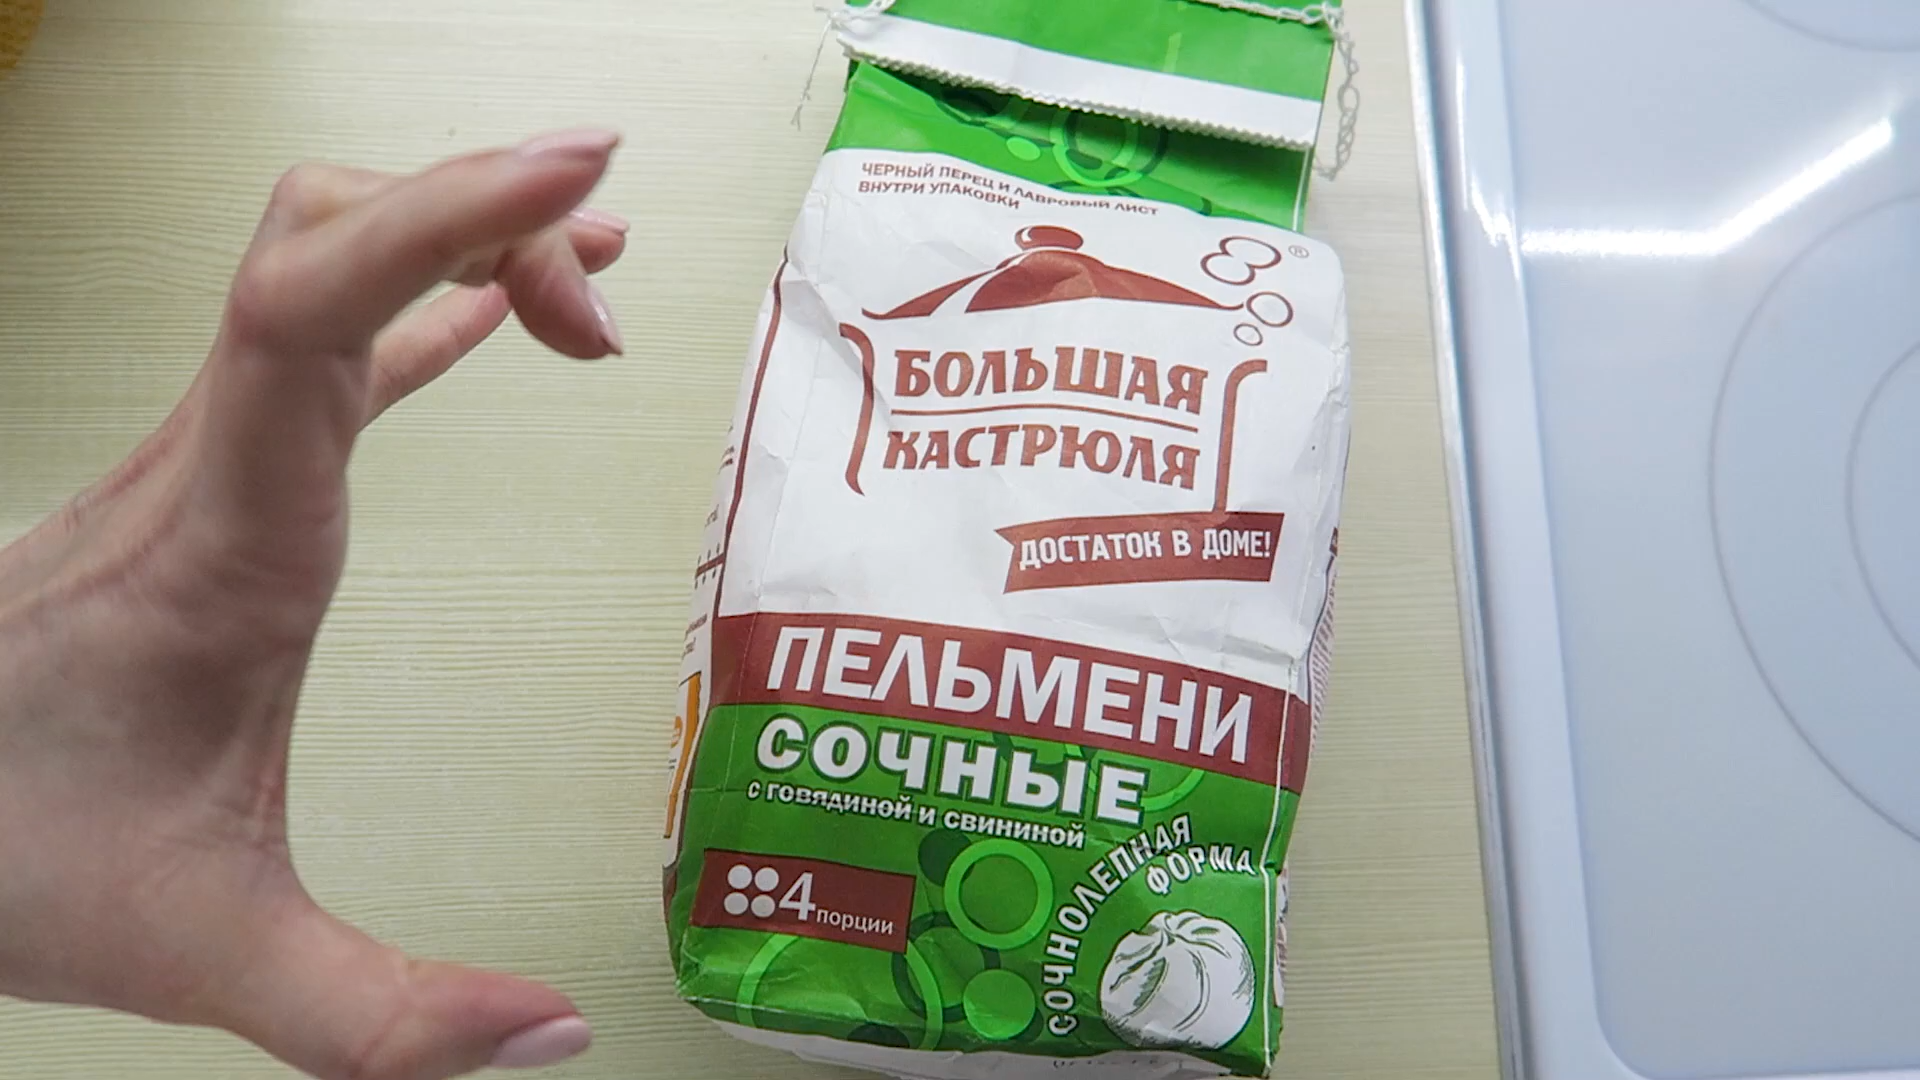 ЧЕРНЫЙ ПЕРЕЦ И ЛАВРОВЫЙ ЛИСТ
ВНУТРИ УПАКОВКИ
®
БОЛЬШАЯ
КАСТРЮЛЯ
ДОСТАТОК В ДОМЕ!
ПЕЛЬМЕНИ
СОЧНЫЕ
С ГОВЯДИНОЙ И СВИНИНОЙ
4 ПОРЦИИ
СОЧНОЛЕПНАЯ
ФОРМА